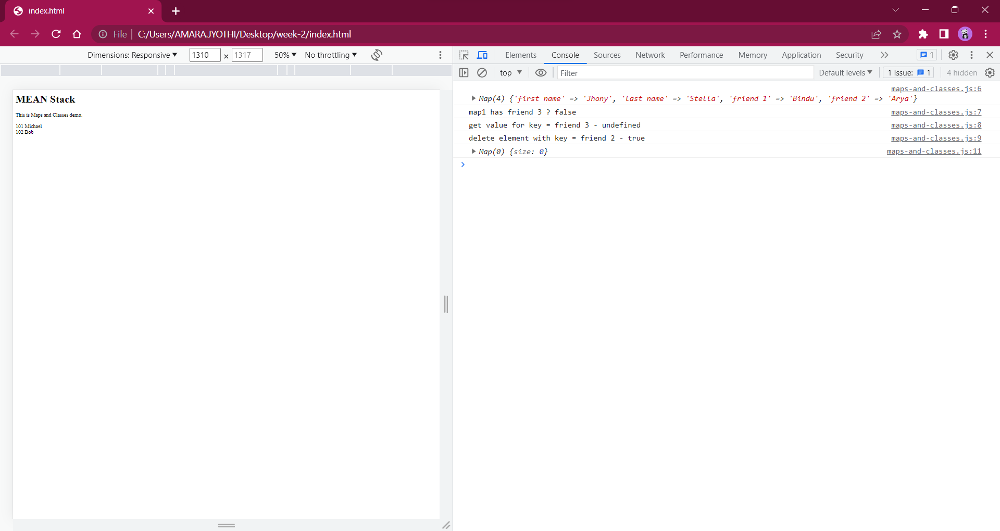 index.html
File C:/Users/AMARAJYOTHI/Desktop/week-2/index.html
Dimensions: Responsive 1310 × 1317 50% No throttling
Elements Console Sources Network Performance Memory Application Security 1
top Filter Default levels 1 Issue: 1 4 hidden
MEAN Stack
This is Maps and Classes demo.
101 Michael
102 Bob
maps-and-classes.js:6
Map(4) {'first name' => 'Jhony', 'last name' => 'Stella', 'friend 1' => 'Bindu', 'friend 2' => 'Arya'}
map1 has friend 3 ? false maps-and-classes.js:7
get value for key = friend 3 - undefined maps-and-classes.js:8
delete element with key = friend 2 - true maps-and-classes.js:9
Map(0) {size: 0} maps-and-classes.js:11